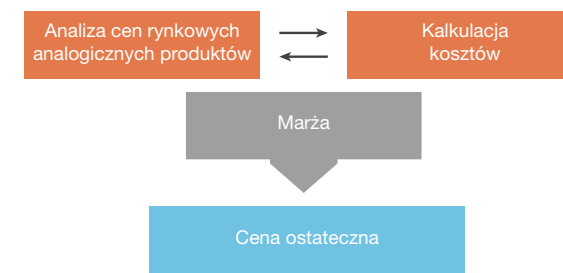 Analiza cen rynkowych
analogicznych produktów
Kalkulacja
kosztów
Marża
Cena ostateczna